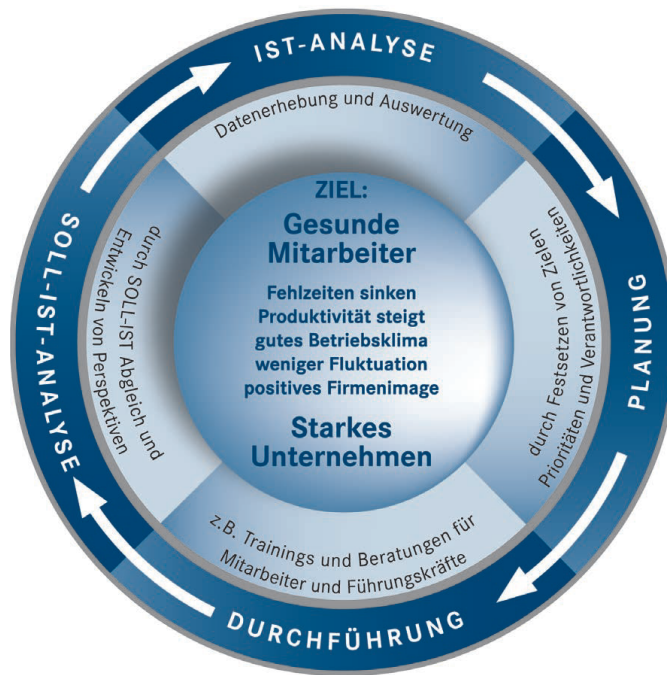 IST-ANALYSE
Datenerhebung und Auswertung
PLANUNG
durch Festsetzen von Zielen
Prioritäten und Verantwortlichkeiten
DURCHFÜHRUNG
z.B. Trainings und Beratungen für
Mitarbeiter und Führungskräfte
SOLL-IST-ANALYSE
durch SOLL-IST Abgleich und
Entwickeln von Perspektiven
ZIEL:
Gesunde
Mitarbeiter
Fehlzeiten sinken
Produktivität steigt
gutes Betriebsklima
weniger Fluktuation
positives Firmenimage
Starkes
Unternehmen